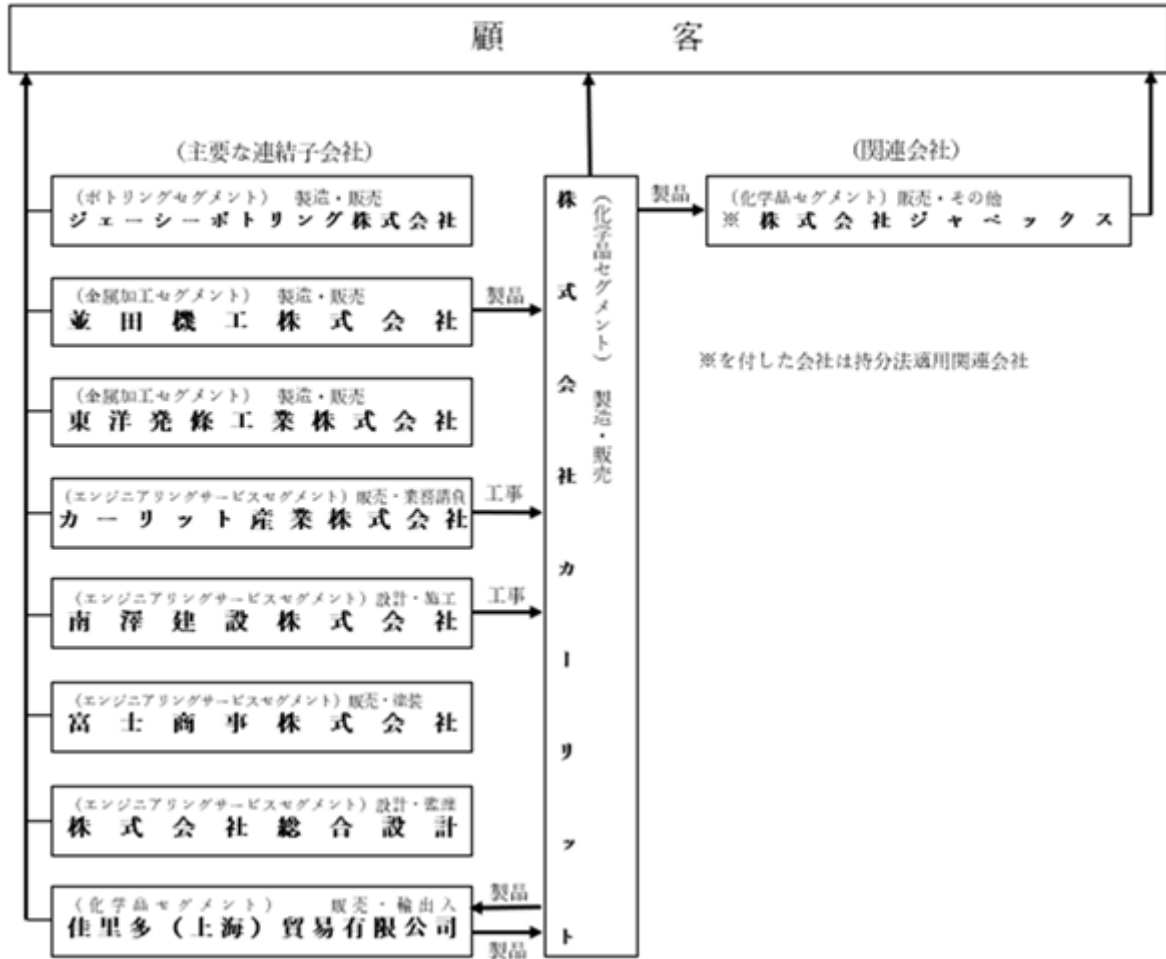 顧客
(主要な連結子会社)
(関連会社)
(ボトリングセグメント) 製造・販売
ジェーシーボトリング株式会社
(金属加工セグメント) 製造・販売
並田機工株式会社
製品
(金属加工セグメント) 製造・販売
東洋発條工業株式会社
(エンジニアリングサービスセグメント)販売・業務請負
カーリット産業株式会社
工事
(エンジニアリングサービスセグメント)設計・施工
南澤建設株式会社
工事
(エンジニアリングサービスセグメント)販売・塗装
富士商事株式会社
(エンジニアリングサービスセグメント)設計・監理
株式会社総合設計
(化学品セグメント) 販売・輸出入
佳里多(上海)貿易有限公司
製品
製品
株式会社カーリット
(化学品セグメント) 製造・販売
製品
(化学品セグメント)販売・その他
※株式会社ジャペックス
※を付した会社は持分法適用関連会社